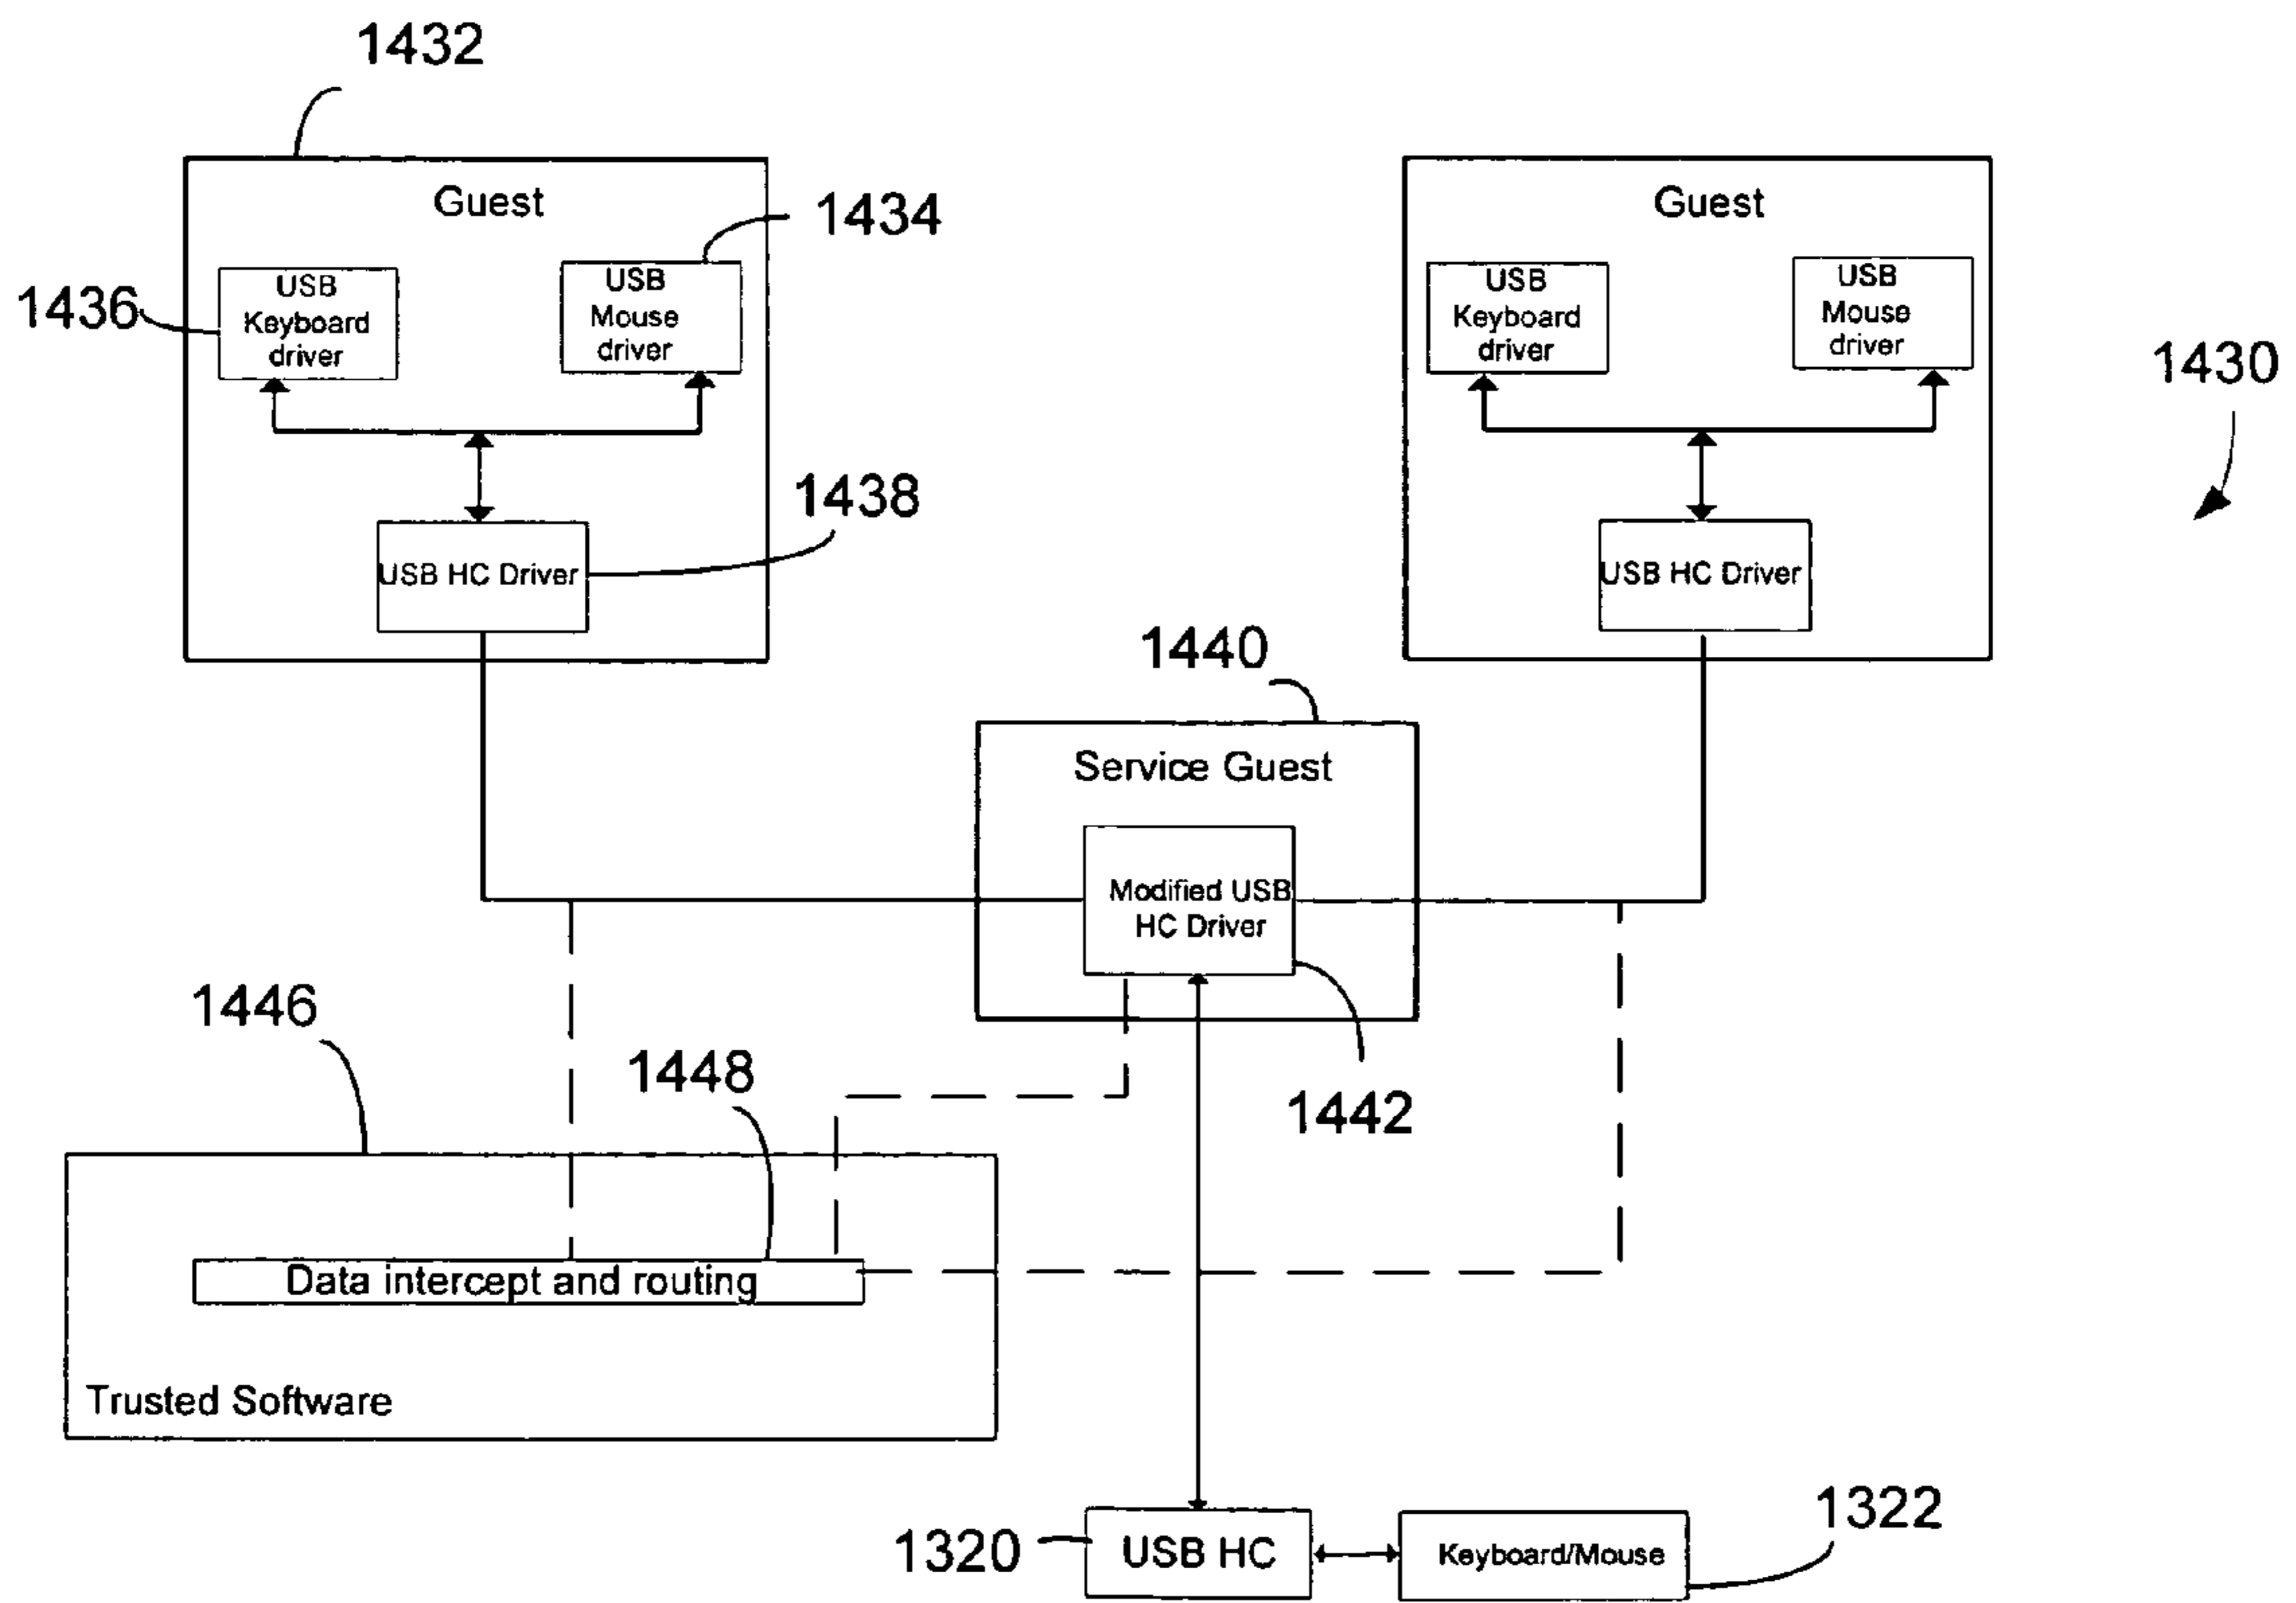 1432
Guest
1434
USB
Keyboard
driver
USB
Mouse
driver
1436
1438
USB HC Driver
Guest
USB
Keyboard
driver
USB
Mouse
driver
1430
USB HC Driver
1440
Service Guest
Modified USB
HC Driver
1442
1446
1448
Data intercept and routing
Trusted Software
1320
USB HC
Keyboard/Mouse
1322